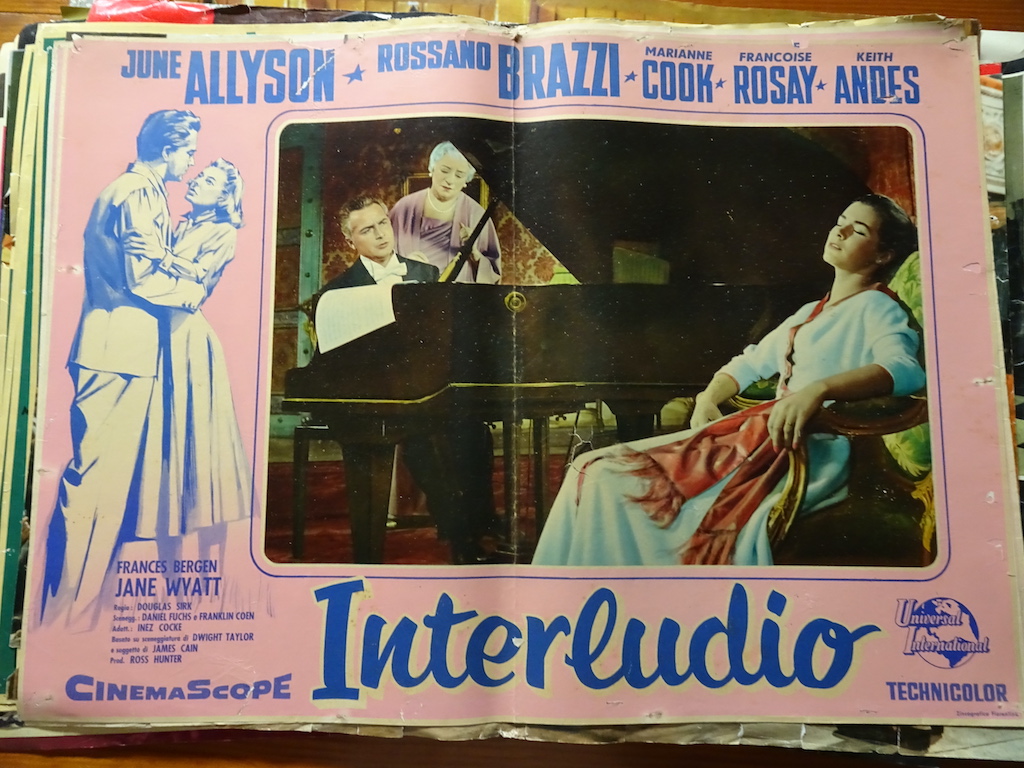 JUNE ALLYSON ★ ROSSANO BRAZZI ★ MARIANNE COOK ★ FRANCOISE ROSAY ★ KEITH ANDES
FRANCES BERGEN
JANE WYATT
Regia: DOUGLAS SIRK
Scenegg.: DANIEL FUCHS e FRANKLIN COEN
Adatt.: INEZ COCKE
Basato su sceneggiatura di DWIGHT TAYLOR
e soggetto di JAMES CAIN
Prod. ROSS HUNTER
CINEMASCOPE
Interludio
Universal
International
TECHNICOLOR